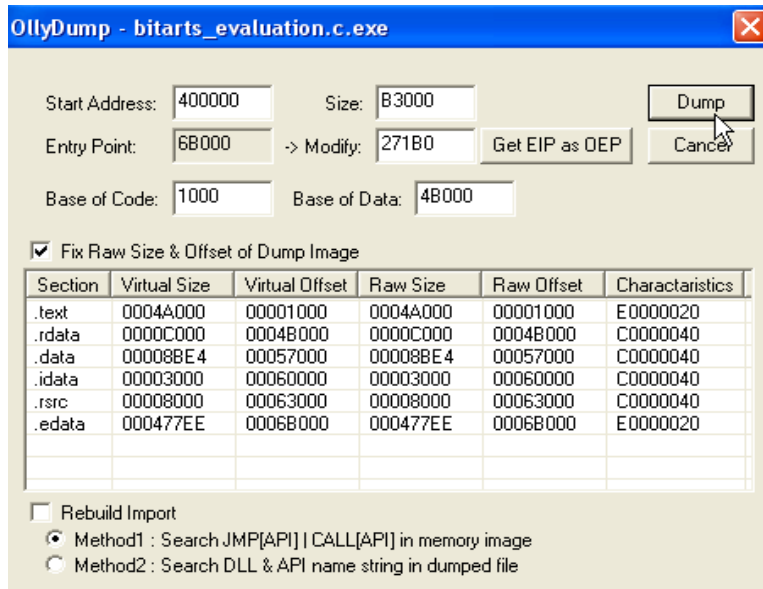 OllyDump - bitarts_evaluation.c.exe
Start Address: 400000 Size: B3000 Dump
Entry Point: 6B000 -> Modify: 271B0 Get EIP as OEP Cancel
Base of Code: 1000 Base of Data: 4B000
Fix Raw Size & Offset of Dump Image
Section Virtual Size Virtual Offset Raw Size Raw Offset Charactaristics
.text 0004A000 00001000 0004A000 00001000 E0000020
.rdata 0000C000 0004B000 0000C000 0004B000 C0000040
.data 00008BE4 00057000 00008BE4 00057000 C0000040
.idata 00003000 00060000 00003000 00060000 C0000040
.rsrc 00008000 00063000 00008000 00063000 C0000040
.edata 000477EE 0006B000 000477EE 0006B000 E0000020
Rebuild Import
Method1 : Search JMP[API] | CALL[API] in memory image
Method2 : Search DLL & API name string in dumped file